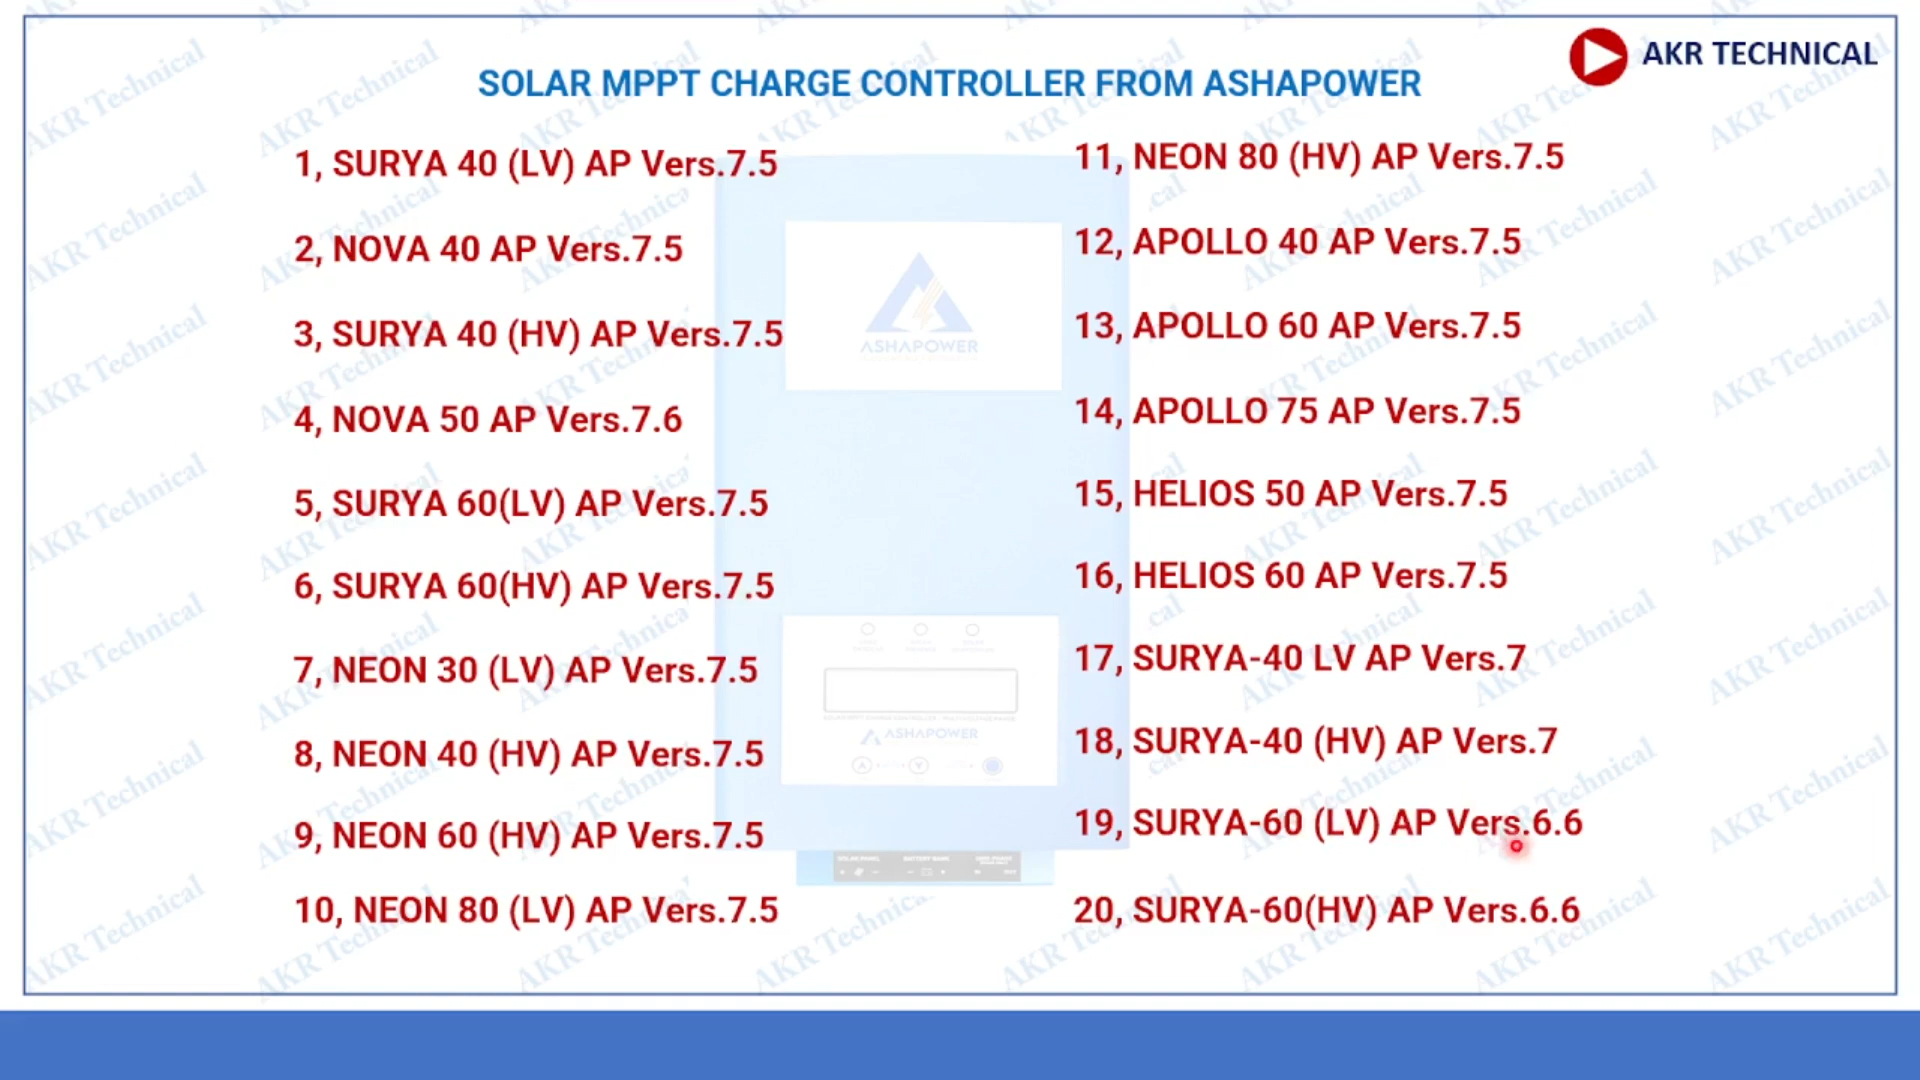 AKR TECHNICAL
SOLAR MPPT CHARGE CONTROLLER FROM ASHAPOWER
1, SURYA 40 (LV) AP Vers.7.5
2, NOVA 40 AP Vers.7.5
3, SURYA 40 (HV) AP Vers.7.5
4, NOVA 50 AP Vers.7.6
5, SURYA 60(LV) AP Vers.7.5
6, SURYA 60(HV) AP Vers.7.5
7, NEON 30 (LV) AP Vers.7.5
8, NEON 40 (HV) AP Vers.7.5
9, NEON 60 (HV) AP Vers.7.5
10, NEON 80 (LV) AP Vers.7.5
11, NEON 80 (HV) AP Vers.7.5
12, APOLLO 40 AP Vers.7.5
13, APOLLO 60 AP Vers.7.5
14, APOLLO 75 AP Vers.7.5
15, HELIOS 50 AP Vers.7.5
16, HELIOS 60 AP Vers.7.5
17, SURYA-40 LV AP Vers.7
18, SURYA-40 (HV) AP Vers.7
19, SURYA-60 (LV) AP Vers.6.6
20, SURYA-60(HV) AP Vers.6.6
ASHAPOWER
ASHAPOWER
SOLAR PANEL
BATTERY BANK
AKR Technical